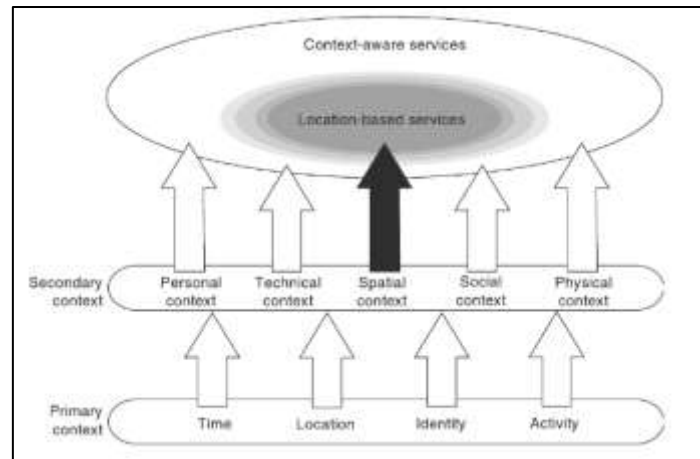 Context-aware services
Location-based services
Secondary context
Personal context
Technical context
Spatial context
Social context
Physical context
Primary context
Time
Location
Identity
Activity